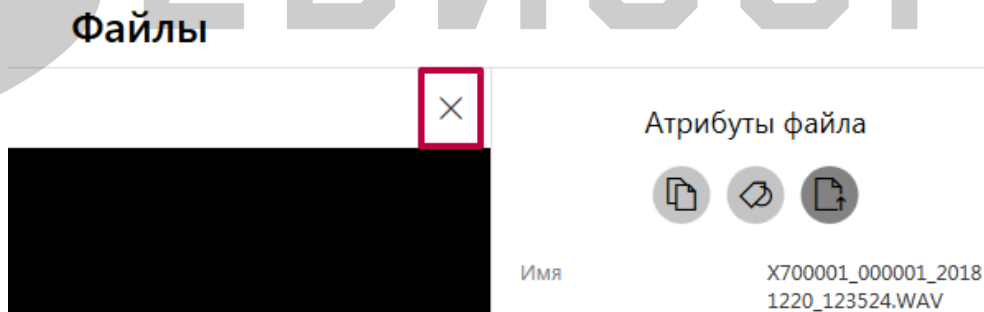 Файлы
Атрибуты файла
Имя
X700001_000001_2018
1220_123524.WAV